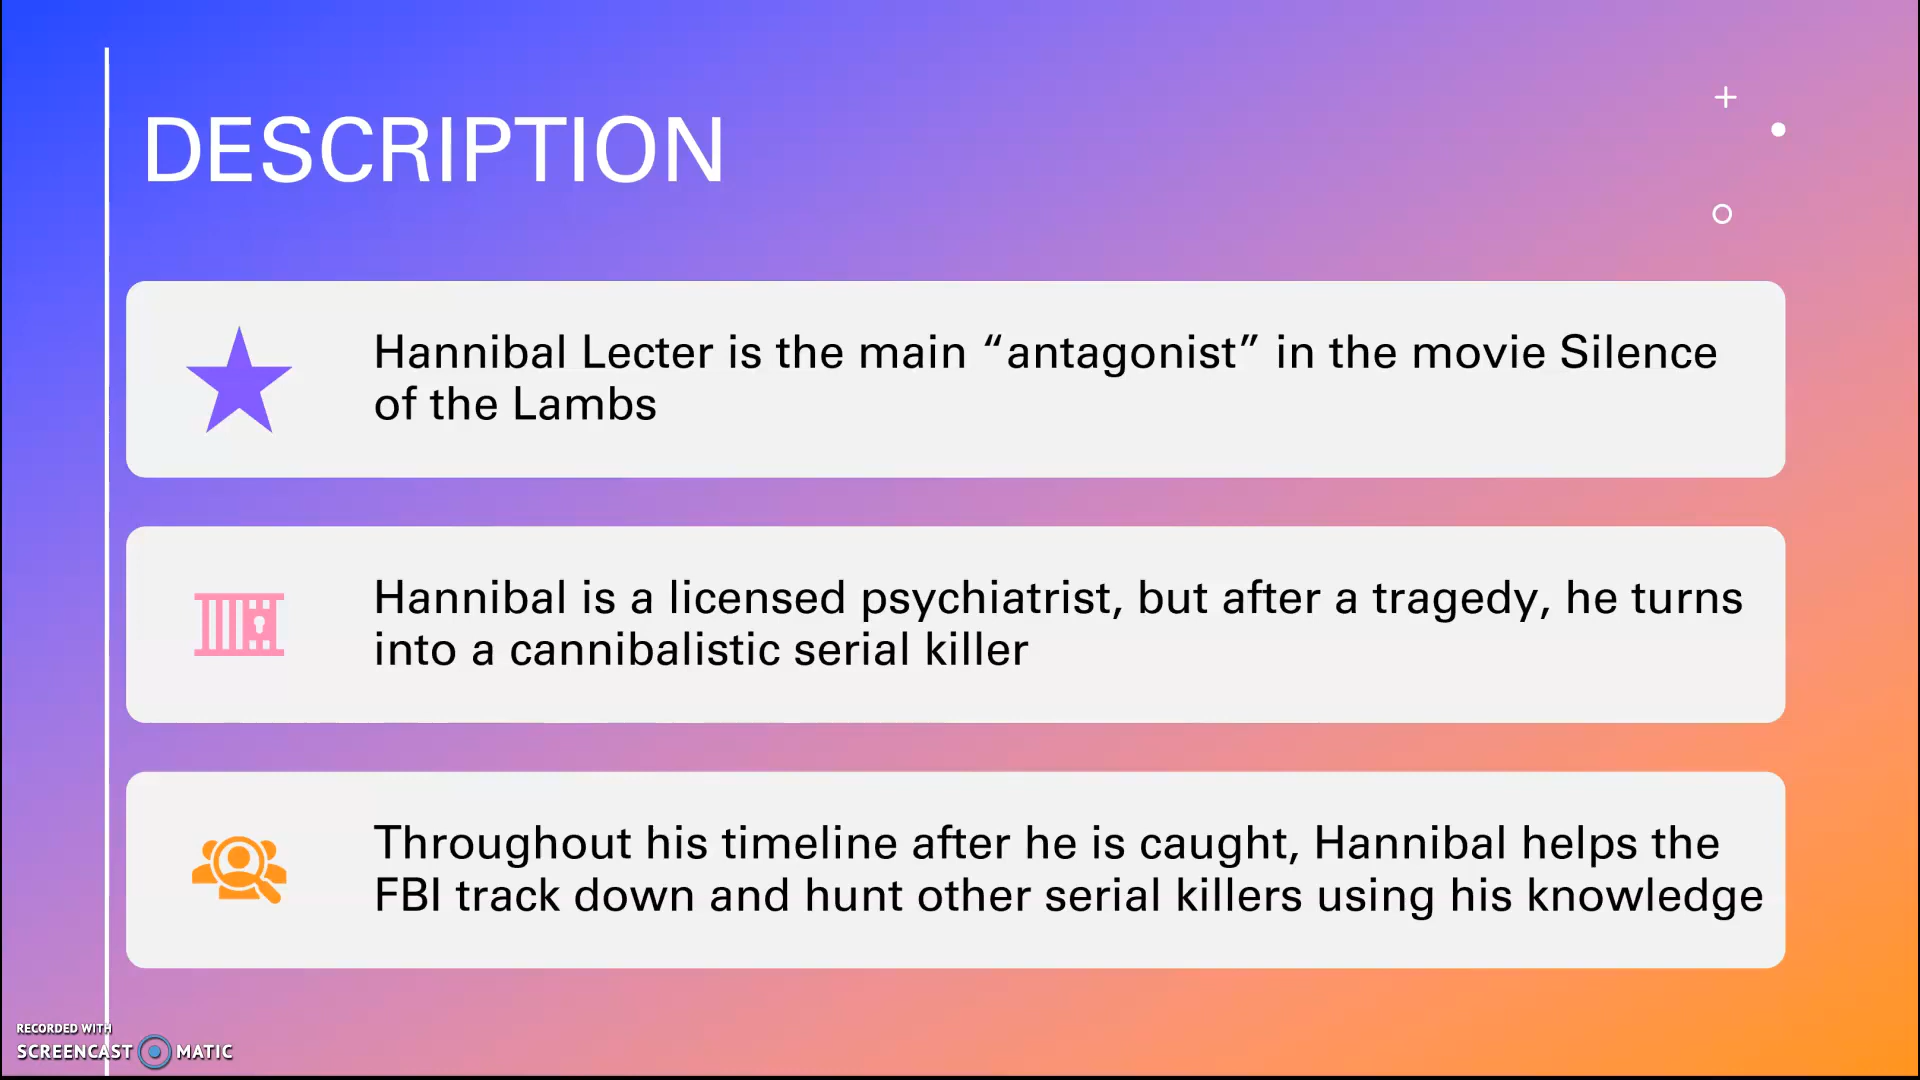 DESCRIPTION
Hannibal Lecter is the main “antagonist” in the movie Silence
of the Lambs
Hannibal is a licensed psychiatrist, but after a tragedy, he turns
into a cannibalistic serial killer
Throughout his timeline after he is caught, Hannibal helps the
FBI track down and hunt other serial killers using his knowledge
RECORDED WITH
SCREENCAST MATIC